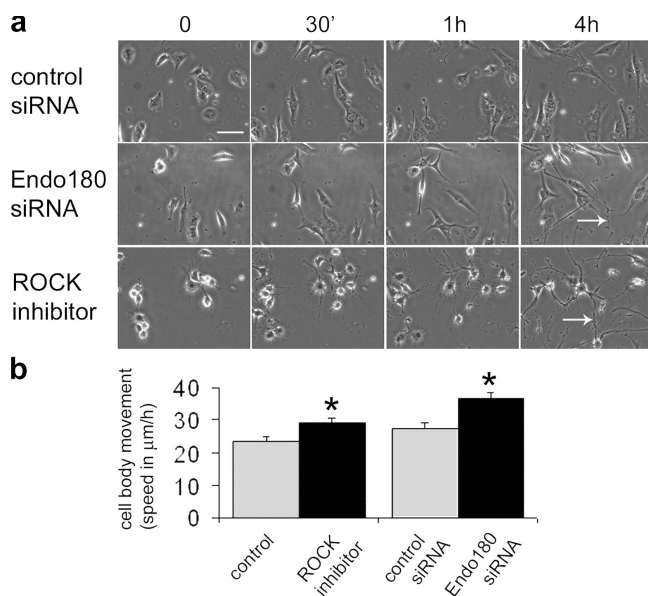 a
0 30' 1h 4h
control
siRNA
Endo180
siRNA
ROCK
inhibitor
b
cell body movement
(speed in μm/h)
40
30
20
10
0
*
*
control
ROCK
inhibitor
control
siRNA
Endo180
siRNA